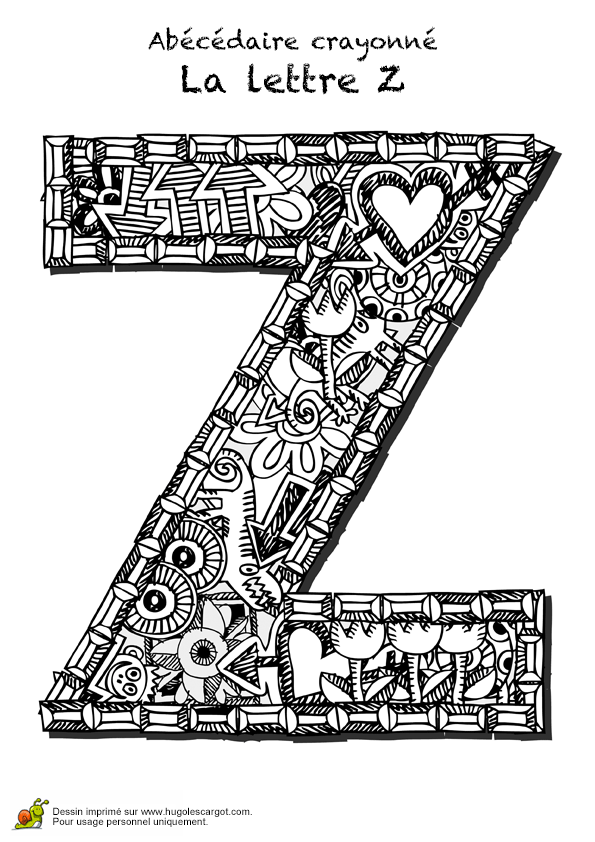 Abécédaire crayonné
La lettre Z
Z
Dessin imprimé sur www.hugolescargot.com.
Pour usage personnel uniquement.